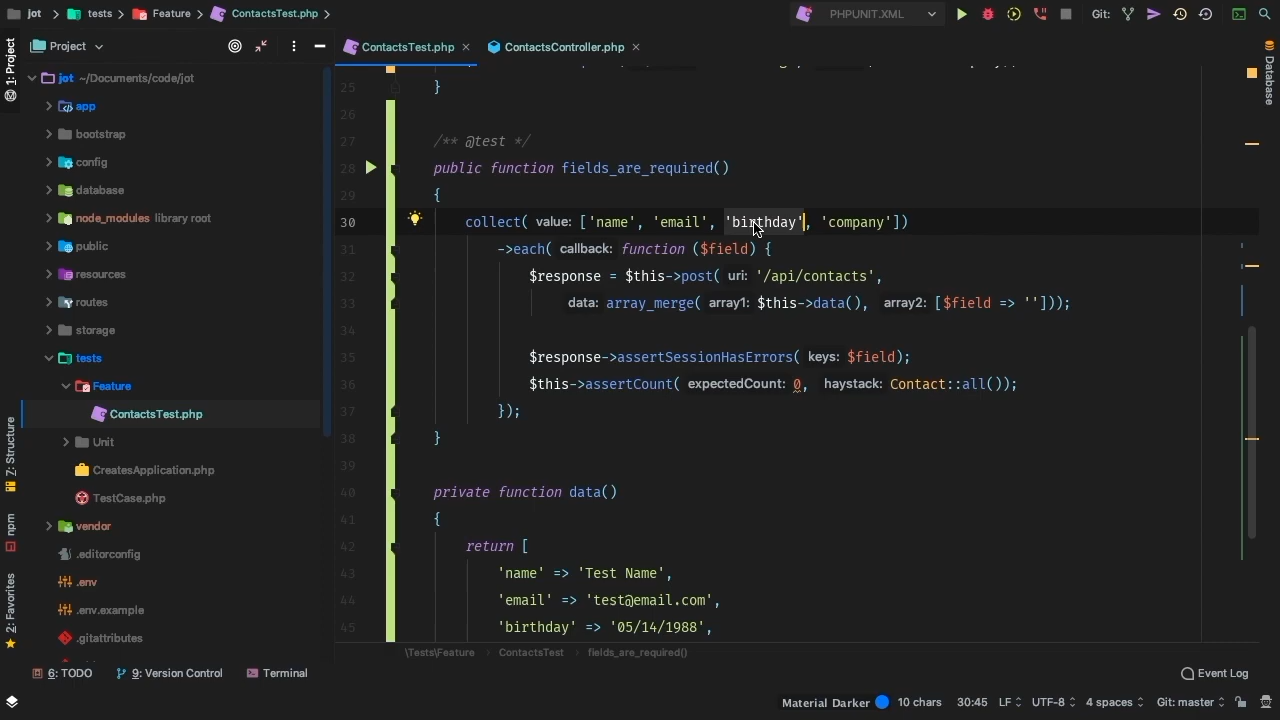 jot tests Feature ContactsTest.php PHPUNIT.XML Git:
1: Project
Project
ContactsTest.php
ContactsController.php
Database
jot ~/Documents/code/jot
app
bootstrap
config
database
node_modules library root
public
resources
routes
storage
tests
Feature
ContactsTest.php
Unit
CreatesApplication.php
TestCase.php
vendor
.editorconfig
.env
.env.example
.gitattributes
7: Structure
npm
2: Favorites
25 }
26
27 /** @test */
28 public function fields_are_required()
29 {
30 collect( value: ['name', 'email', 'birthday', 'company'])
31 ->each( callback: function ($field) {
32 $response = $this->post( uri: '/api/contacts',
33 data: array_merge( array1: $this->data(), array2: [$field => '']));
34
35 $response->assertSessionHasErrors( keys: $field);
36 $this->assertCount( expectedCount: 0, haystack: Contact::all());
37 });
38 }
39
40 private function data()
41 {
42 return [
43 'name' => 'Test Name',
44 'email' => 'test@email.com',
45 'birthday' => '05/14/1988',
\Tests\Feature ContactsTest fields_are_required()
6: TODO 9: Version Control Terminal Event Log
Material Darker 10 chars 30:45 LF UTF-8 4 spaces Git: master